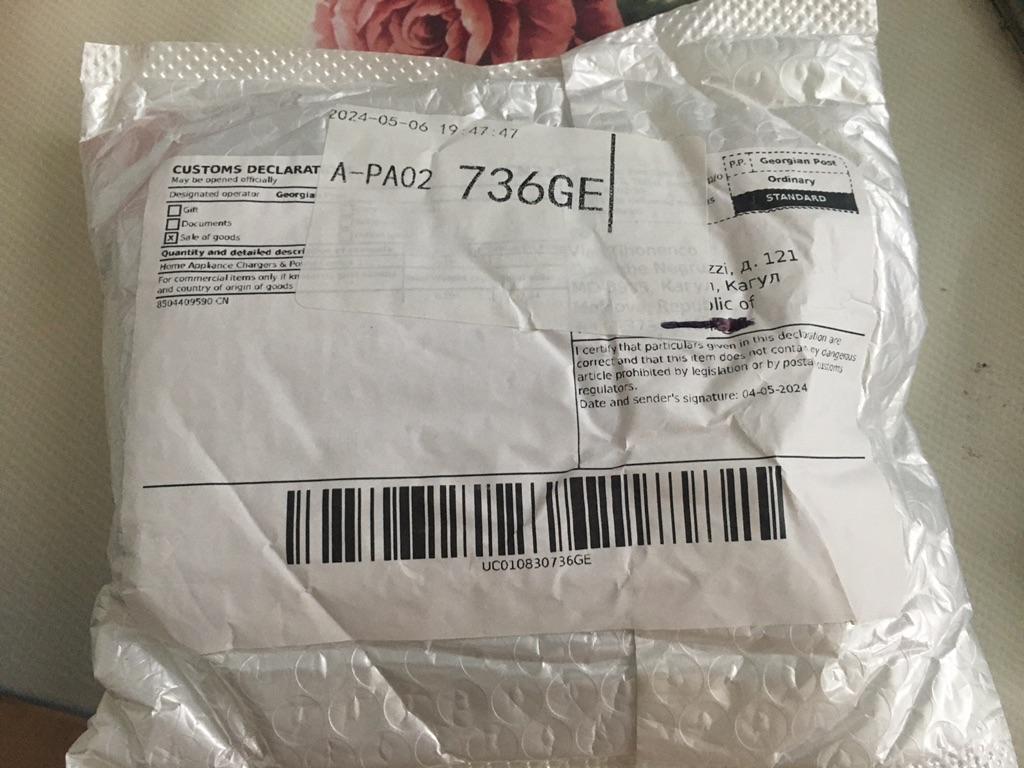 2024-05-06 19:47:47
A-PA02 736GE
CUSTOMS DECLARAT
May be opened officially
Designated operator Georgia
Gift
Documents
X Sale of goods
Quantity and detailed descri
Home Appliance Chargers & Po
For commercial items only if kn
and country of origin of goods
8504409590 CN
P.P. Georgian Post
Ordinary
STANDARD
Tihonenco
Negruzzi, д. 121
Кагул, Кагул
Republic of
I certify that particulars given in this declaration are
correct and that this item does not contain any dangerous
article prohibited by legislation or by postal customs
regulators.
Date and sender's signature: 04-05-2024
UC010830736GE